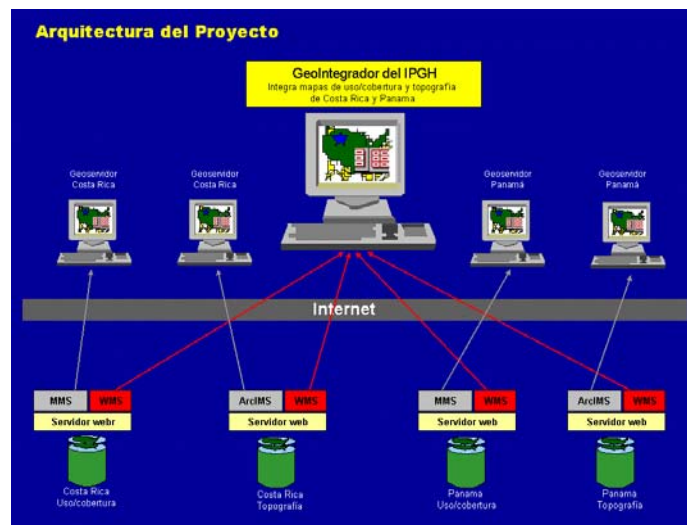 Arquitectura del Proyecto
GeoIntegrador del IPGH
Integra mapas de uso/cobertura y topografía
de Costa Rica y Panama
Geoservidor
Costa Rica
Geoservidor
Costa Rica
Geoservidor
Panamá
Geoservidor
Panamá
Internet
MMS WMS
Servidor webr
ArcIMS WMS
Servidor web
MMS WMS
Servidor web
ArcIMS WMS
Servidor web
Costa Rica
Uso/cobertura
Costa Rica
Topografía
Panama
Uso/cobertura
Panama
Topografía